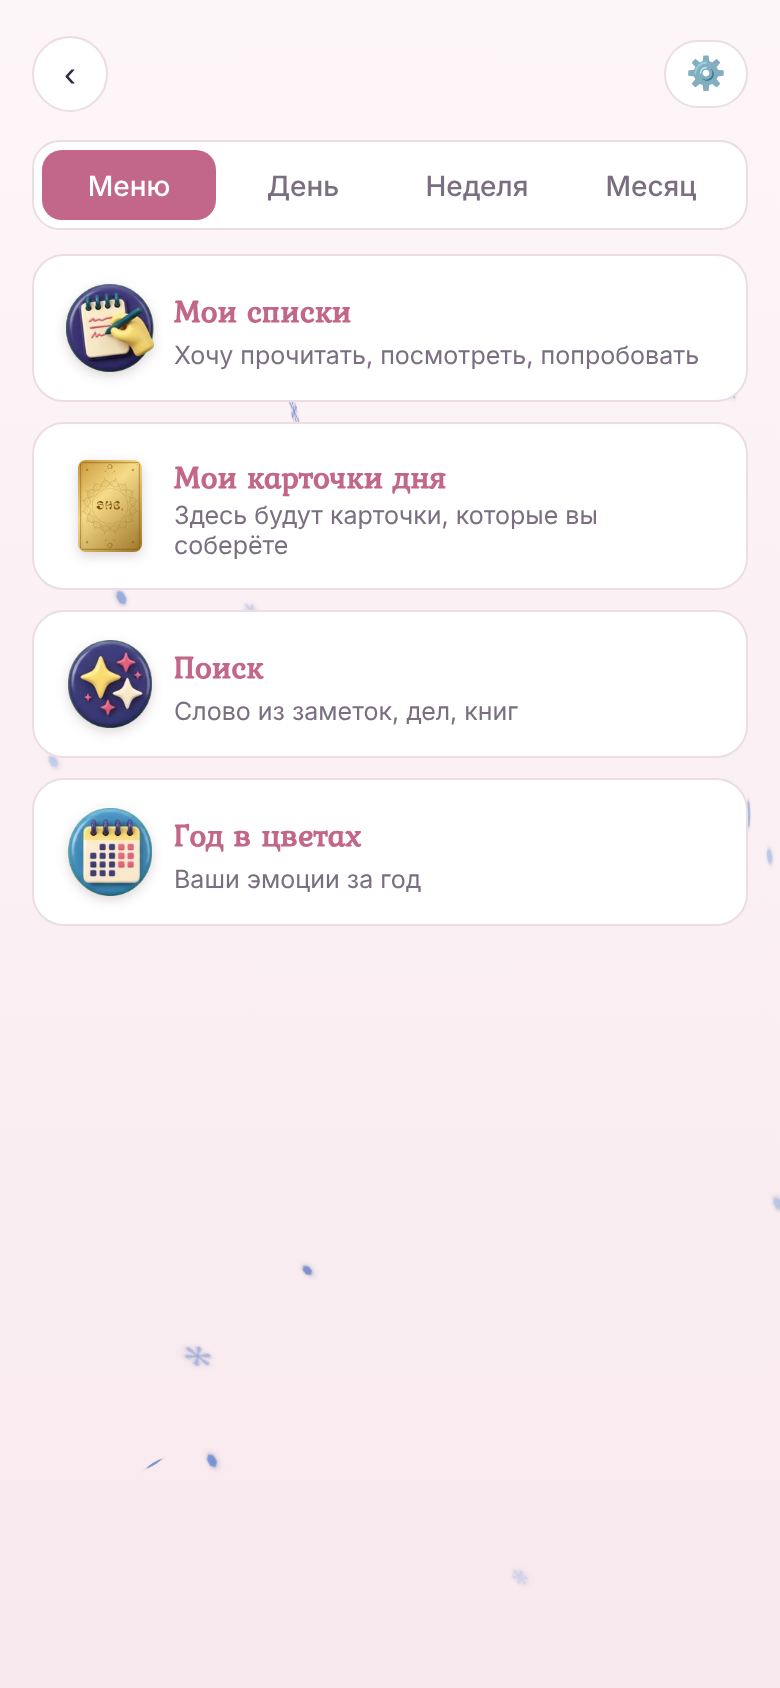 Меню
День
Неделя
Месяц
Мои списки
Хочу прочитать, посмотреть, попробовать
Мои карточки дня
Здесь будут карточки, которые вы
соберёте
Поиск
Слово из заметок, дел, книг
Год в цветах
Ваши эмоции за год